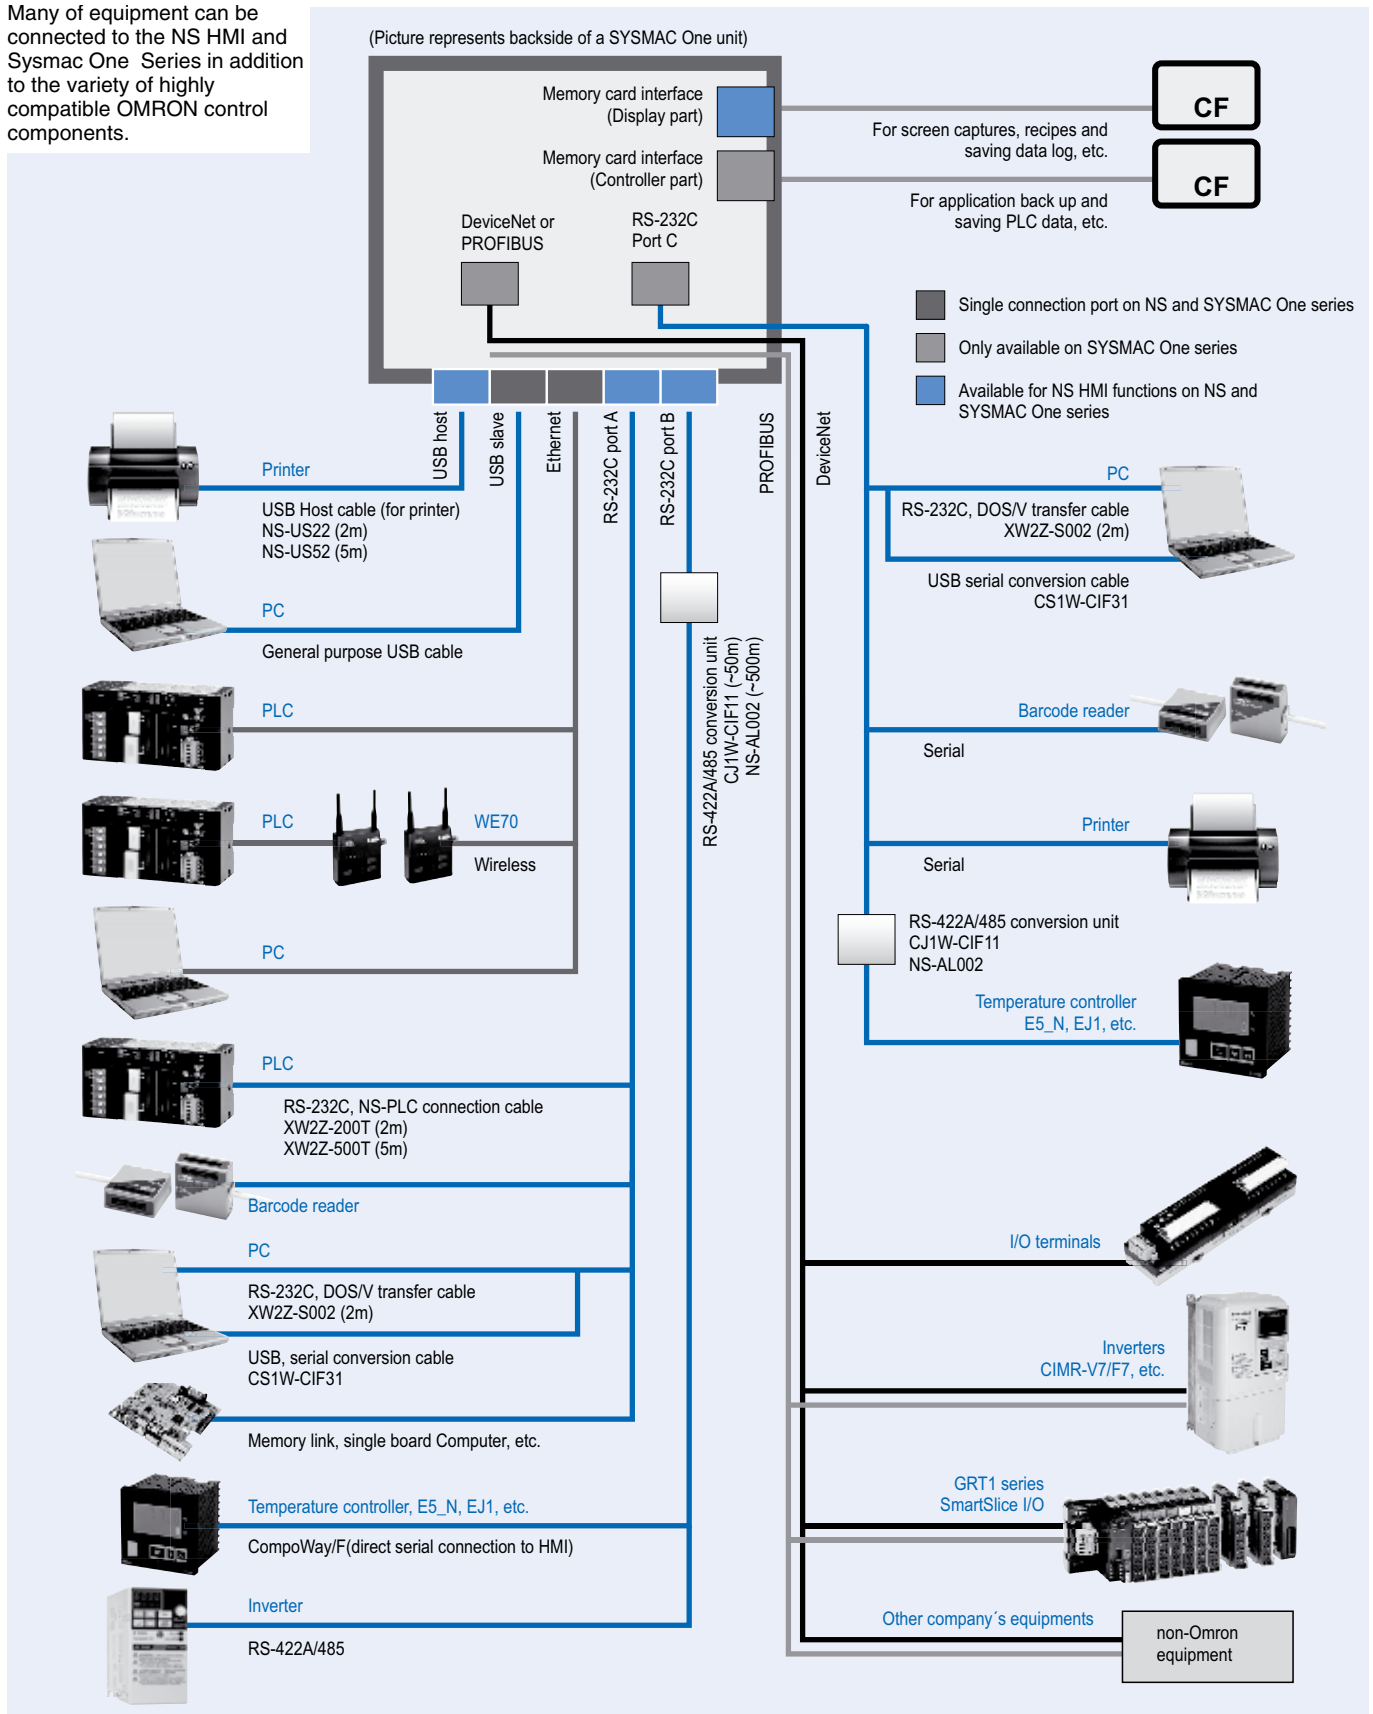 Many of equipment can be
connected to the NS HMI and
Sysmac One Series in addition
to the variety of highly
compatible OMRON control
components.
(Picture represents backside of a SYSMAC One unit)
Memory card interface
(Display part)
CF
For screen captures, recipes and
saving data log, etc.
Memory card interface
(Controller part)
CF
For application back up and
saving PLC data, etc.
DeviceNet or
PROFIBUS
RS-232C
Port C
Single connection port on NS and SYSMAC One series
Only available on SYSMAC One series
Available for NS HMI functions on NS and
SYSMAC One series
USB host
USB slave
Ethernet
RS-232C port A
RS-232C port B
PROFIBUS
DeviceNet
Printer
USB Host cable (for printer)
NS-US22 (2m)
NS-US52 (5m)
PC
General purpose USB cable
PLC
PLC
WE70
Wireless
PC
PLC
RS-232C, NS-PLC connection cable
XW2Z-200T (2m)
XW2Z-500T (5m)
Barcode reader
PC
RS-232C, DOS/V transfer cable
XW2Z-S002 (2m)
USB, serial conversion cable
CS1W-CIF31
Memory link, single board Computer, etc.
Temperature controller, E5_N, EJ1, etc.
CompoWay/F(direct serial connection to HMI)
Inverter
RS-422A/485
RS-422A/485 conversion unit
CJ1W-CIF11 (~50m)
NS-AL002 (~500m)
PC
RS-232C, DOS/V transfer cable
XW2Z-S002 (2m)
USB serial conversion cable
CS1W-CIF31
Barcode reader
Serial
Printer
Serial
RS-422A/485 conversion unit
CJ1W-CIF11
NS-AL002
Temperature controller
E5_N, EJ1, etc.
I/O terminals
Inverters
CIMR-V7/F7, etc.
GRT1 series
SmartSlice I/O
Other company´s equipments
non-Omron
equipment